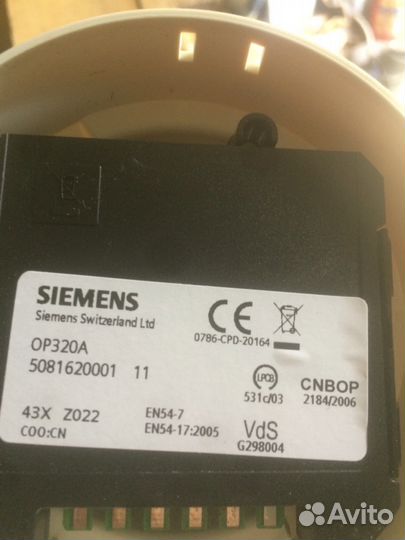 SIEMENS
Siemens Switzerland Ltd
OP320A
5081620001 11
43X Z022
COO:CN
EN54-7
EN54-17:2005
CE
0786-CPD-20164
LPCB
531c/03
CNBOP
2184/2006
VdS
G298004
Avito